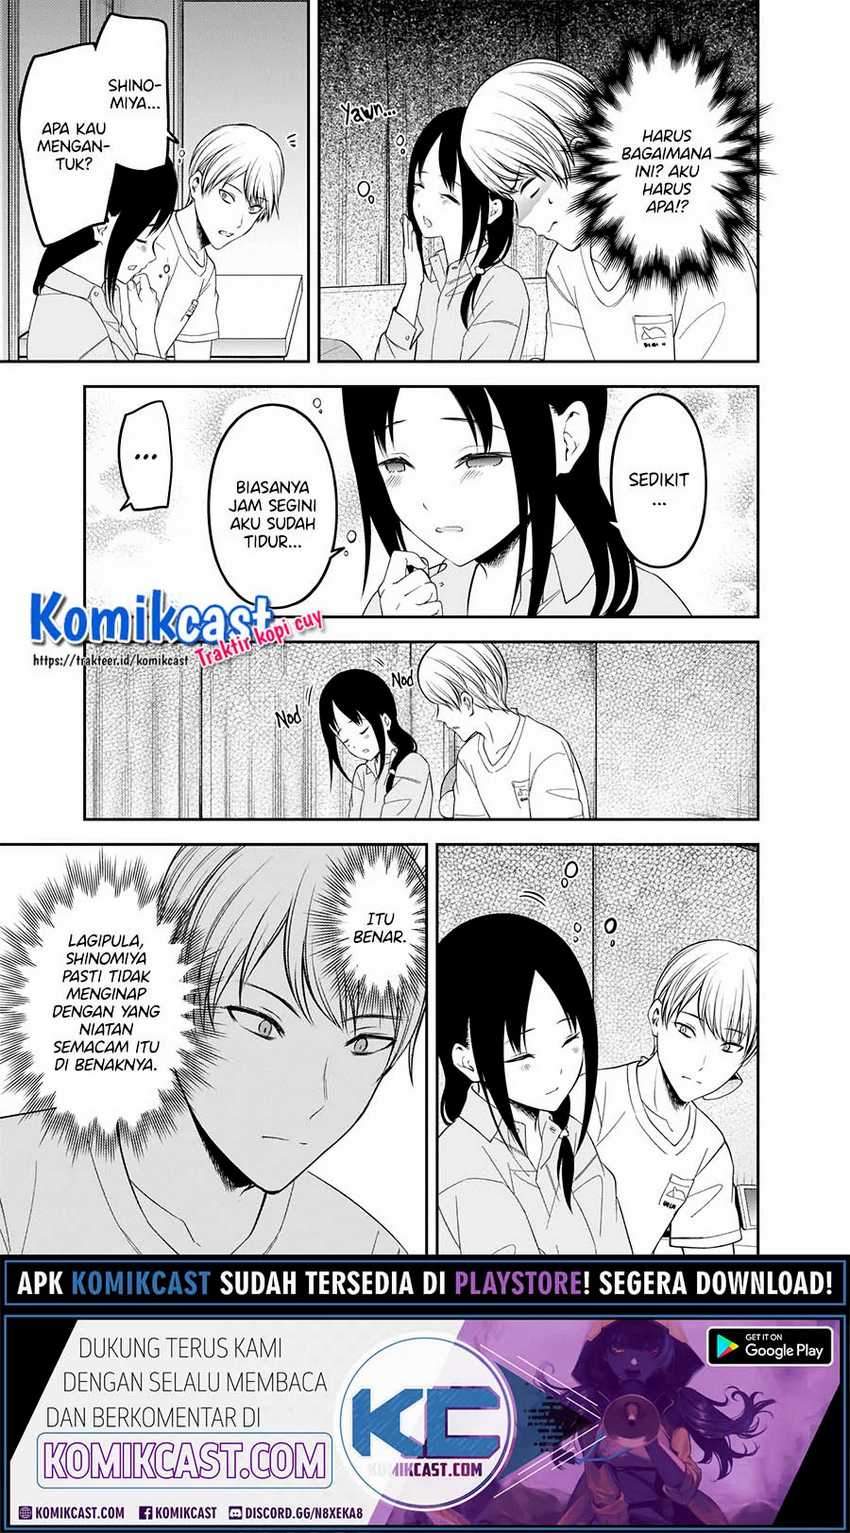 HARUS
BAGAIMANA
INI? AKU
HARUS
APA!?
Yawn...
SHINO-
MIYA...
APA KAU
MENGAN-
TUK?
SEDIKIT
...
BIASANYA
JAM SEGINI
AKU SUDAH
TIDUR...
...
Komikcast
Traktir kopi cuy
https://trakteer.id/komikcast
Nod
Nod
ITU
BENAR.
LAGIPULA,
SHINOMIYA
PASTI TIDAK
MENGINAP
DENGAN YANG
NIATAN
SEMACAM ITU
DI BENAKNYA.
APK KOMIKCAST SUDAH TERSEDIA DI PLAYSTORE! SEGERA DOWNLOAD!
DUKUNG TERUS KAMI
DENGAN SELALU MEMBACA
DAN BERKOMENTAR DI
KOMIKCAST.COM
KC
KOMIKCAST.COM
GET IT ON
Google Play
KOMIKCAST.COM
KOMIKCAST
DISCORD.GG/N8XEKA8